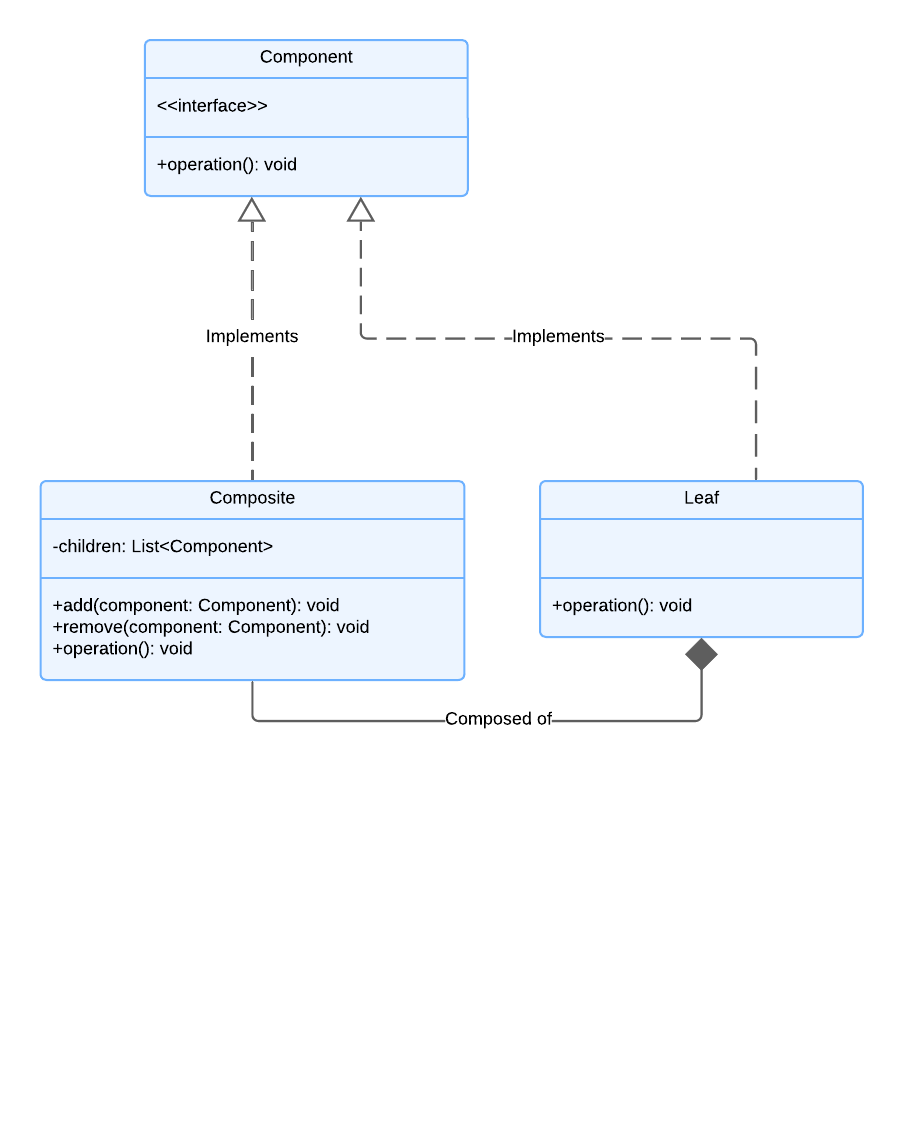 Component
<<interface>>
+operation(): void
Implements
Implements
Composite
-children: List<Component>
+add(component: Component): void
+remove(component: Component): void
+operation(): void
Leaf
+operation(): void
Composed of